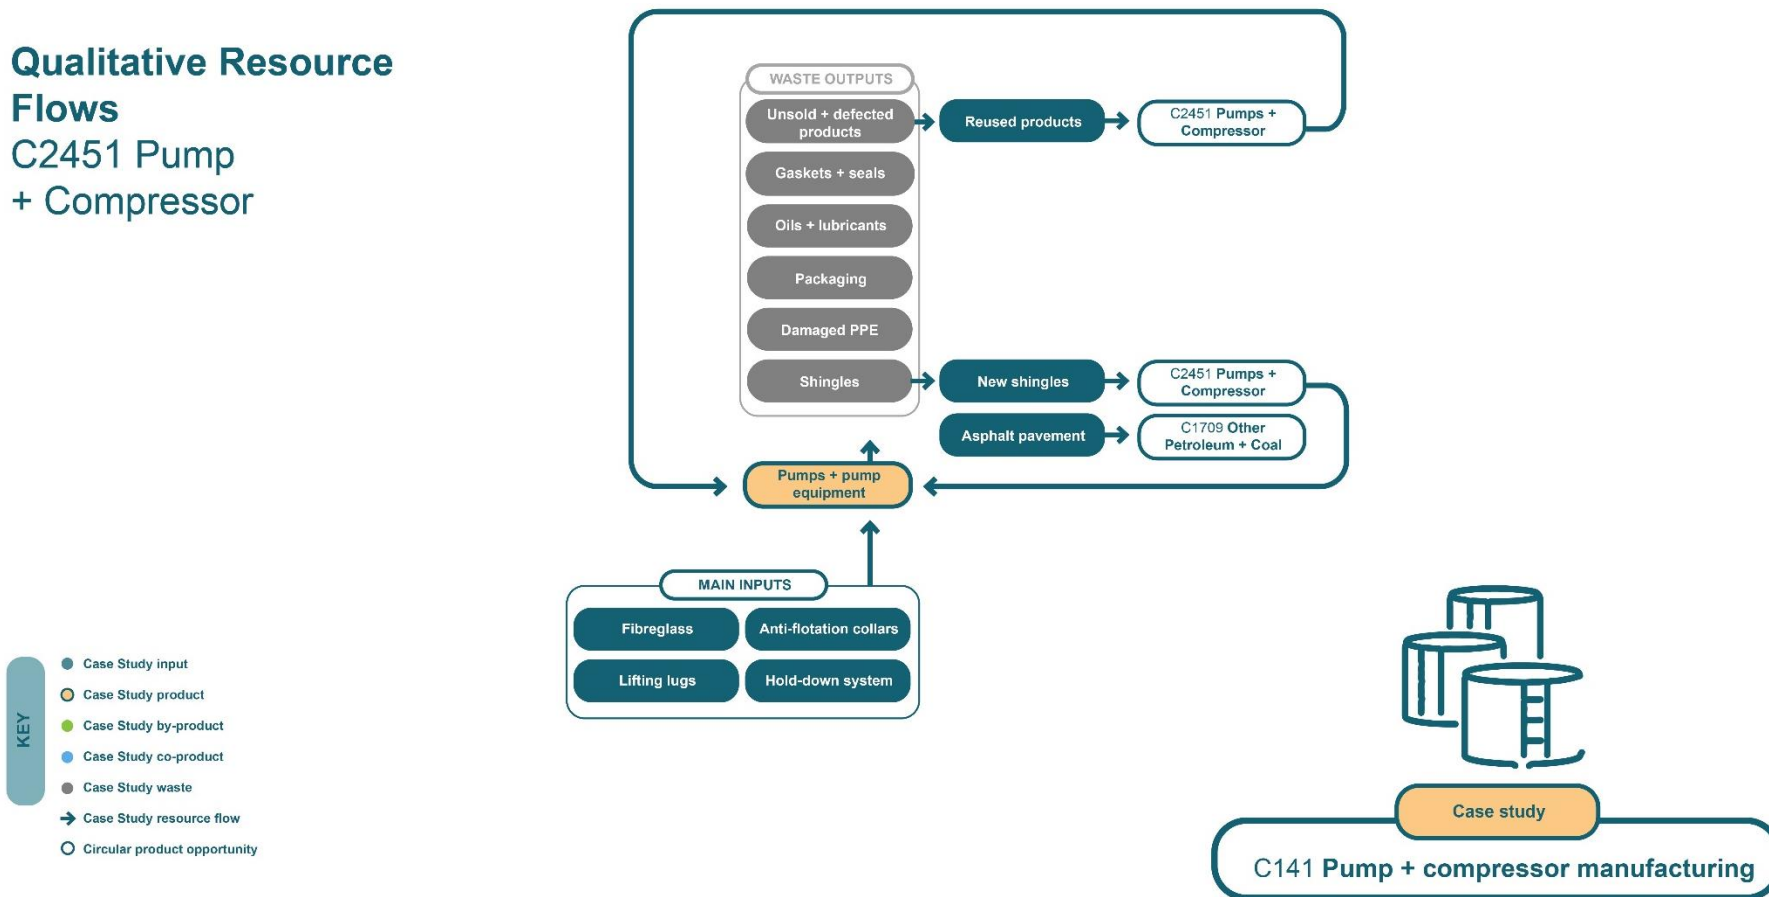 Qualitative Resource
Flows
C2451 Pump
+ Compressor
WASTE OUTPUTS
Unsold + defected
products
Reused products
C2451 Pumps +
Compressor
Gaskets + seals
Oils + lubricants
Packaging
Damaged PPE
Shingles
New shingles
C2451 Pumps +
Compressor
Asphalt pavement
C1709 Other
Petroleum + Coal
Pumps + pump
equipment
MAIN INPUTS
Fibreglass
Anti-flotation collars
Lifting lugs
Hold-down system
KEY
Case Study input
Case Study product
Case Study by-product
Case Study co-product
Case Study waste
Case Study resource flow
Circular product opportunity
Case study
C141 Pump + compressor manufacturing